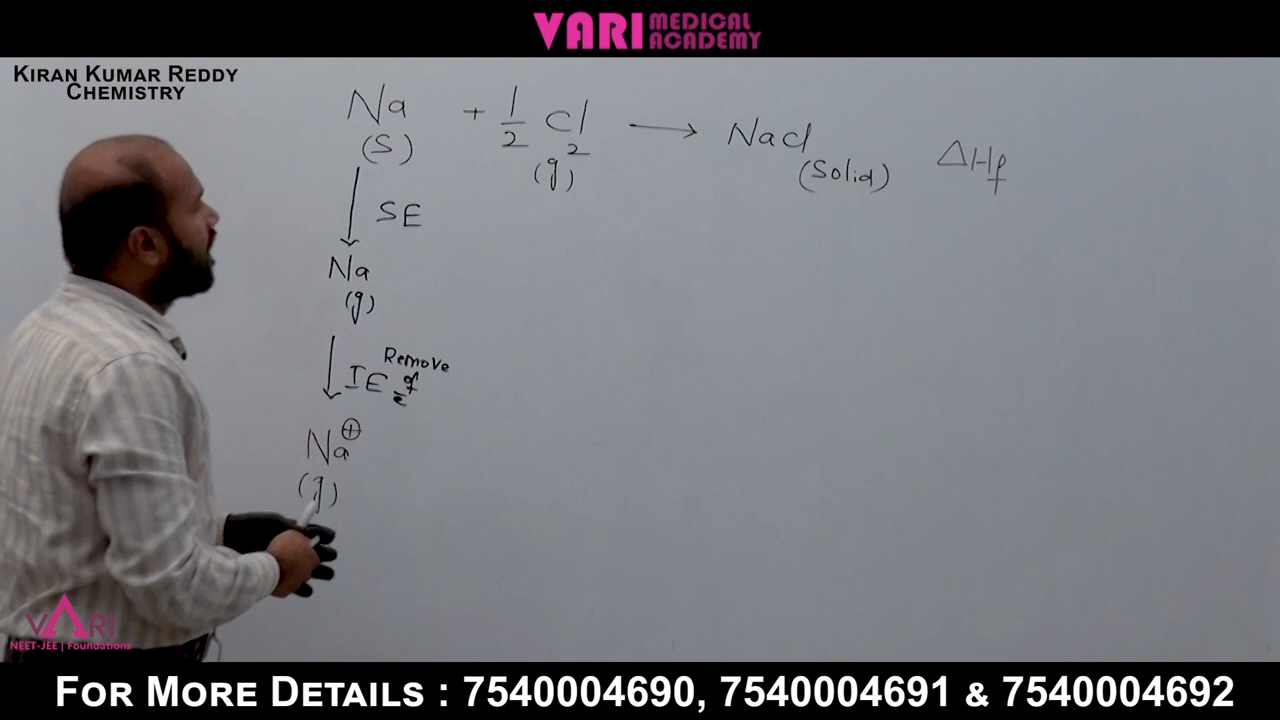 VARI MEDICAL ACADEMY
KIRAN KUMAR REDDY
CHEMISTRY
Na (s) + 1/2 Cl2 (g) → NaCl (Solid) ΔHf
↓ SE
Na
(g)
↓ IE Remove of e⁻
Na⊕
(g)
VARI
NEET-JEE | Foundations
FOR MORE DETAILS : 7540004690, 7540004691 & 7540004692